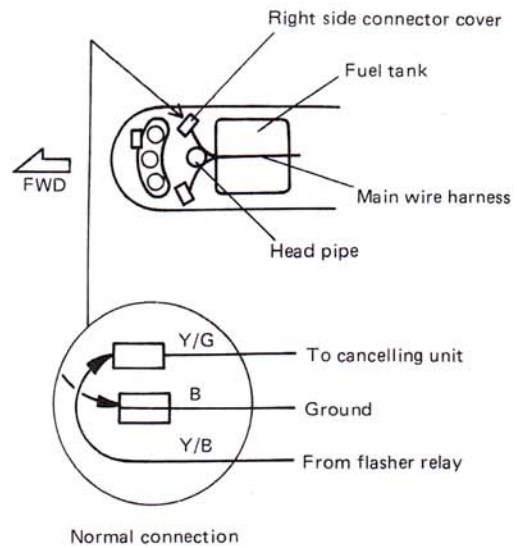 Right side connector cover
Fuel tank
FWD
Main wire harness
Head pipe
Y/G
To cancelling unit
B
Ground
Y/B
From flasher relay
Normal connection